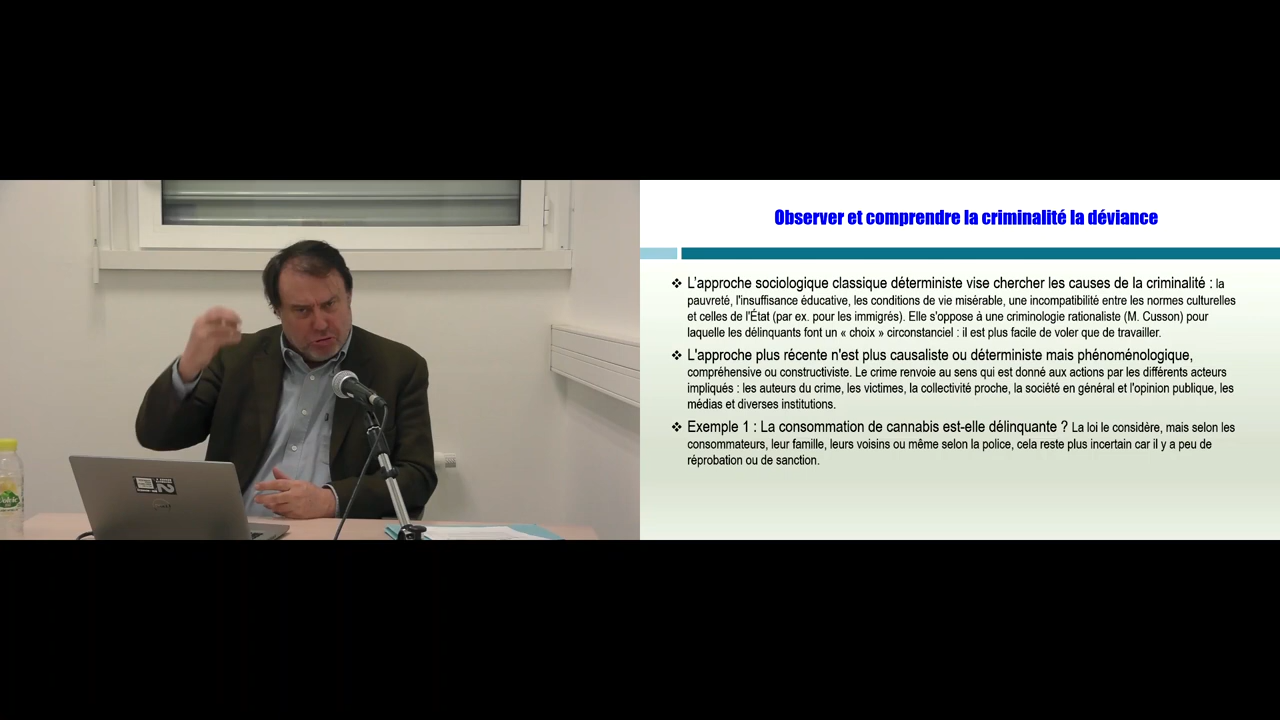 Observer et comprendre la criminalité la déviance
❖ L'approche sociologique classique déterministe vise chercher les causes de la criminalité : la
pauvreté, l'insuffisance éducative, les conditions de vie misérable, une incompatibilité entre les normes culturelles
et celles de l'État (par ex. pour les immigrés). Elle s'oppose à une criminologie rationaliste (M. Cusson) pour
laquelle les délinquants font un « choix » circonstanciel : il est plus facile de voler que de travailler.
❖ L'approche plus récente n'est plus causaliste ou déterministe mais phénoménologique,
compréhensive ou constructiviste. Le crime renvoie au sens qui est donné aux actions par les différents acteurs
impliqués : les auteurs du crime, les victimes, la collectivité proche, la société en général et l'opinion publique, les
médias et diverses institutions.
❖ Exemple 1 : La consommation de cannabis est-elle délinquante ? La loi le considère, mais selon les
consommateurs, leur famille, leurs voisins ou même selon la police, cela reste plus incertain car il y a peu de
réprobation ou de sanction.